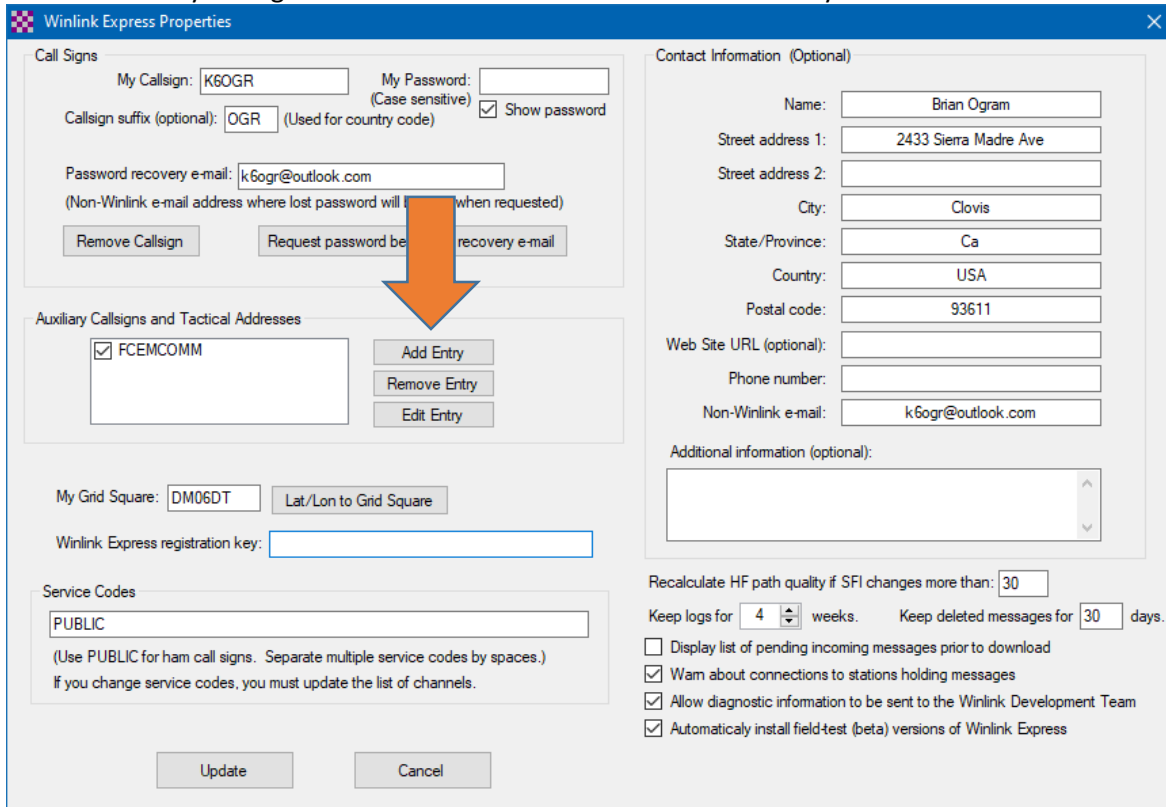 Winlink Express Properties
Call Signs
My Callsign: K6OGR My Password:
(Case sensitive)
Callsign suffix (optional): OGR (Used for country code) Show password
Password recovery e-mail: k6ogr@outlook.com
(Non-Winlink e-mail address where lost password will when requested)
Remove Callsign Request password be recovery e-mail
Auxiliary Callsigns and Tactical Addresses
FCEMCOMM Add Entry
Remove Entry
Edit Entry
My Grid Square: DM06DT Lat/Lon to Grid Square
Winlink Express registration key:
Service Codes
PUBLIC
(Use PUBLIC for ham call signs. Separate multiple service codes by spaces.)
If you change service codes, you must update the list of channels.
Update Cancel
Contact Information (Optional)
Name: Brian Ogram
Street address 1: 2433 Sierra Madre Ave
Street address 2:
City: Clovis
State/Province: Ca
Country: USA
Postal code: 93611
Web Site URL (optional):
Phone number:
Non-Winlink e-mail: k6ogr@outlook.com
Additional information (optional):
Recalculate HF path quality if SFI changes more than: 30
Keep logs for 4 weeks. Keep deleted messages for 30 days.
Display list of pending incoming messages prior to download
Warn about connections to stations holding messages
Allow diagnostic information to be sent to the Winlink Development Team
Automaticaly install field-test (beta) versions of Winlink Express